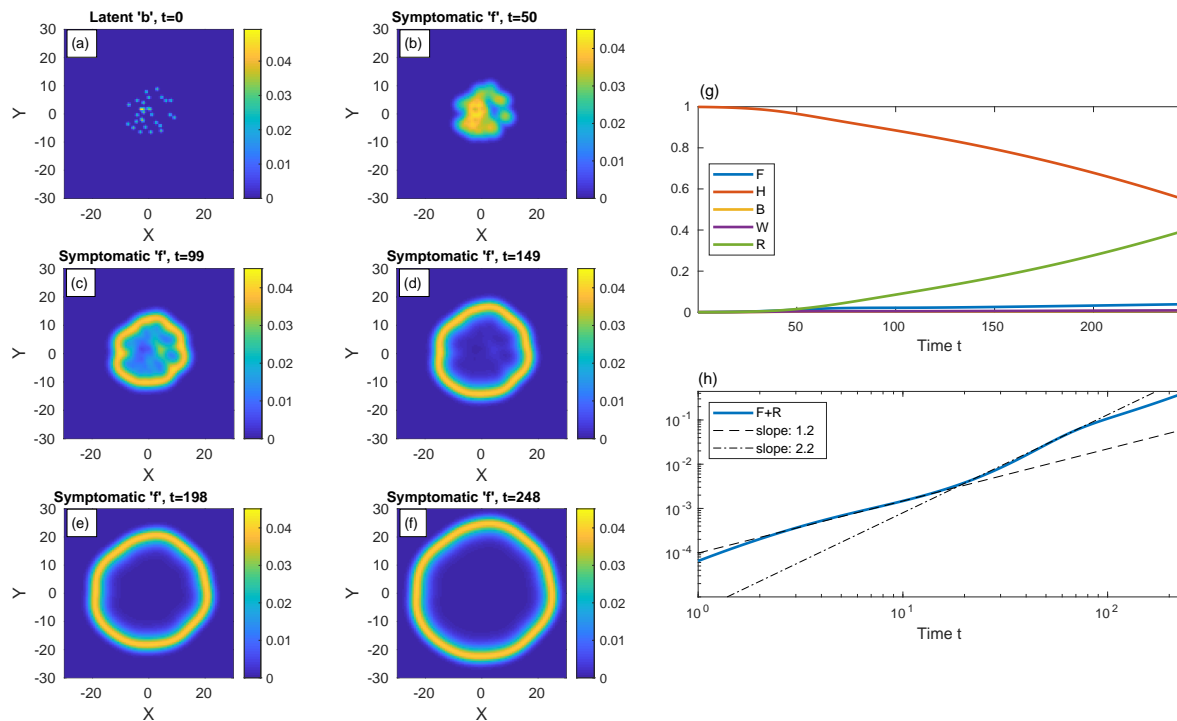 Latent 'b', t=0
(a)
30
20
10
0
-10
-20
-30
Y
-20 0 20
X
0.04
0.03
0.02
0.01
0
Symptomatic 'f', t=50
(b)
30
20
10
0
-10
-20
-30
Y
-20 0 20
X
0.04
0.03
0.02
0.01
0
Symptomatic 'f', t=99
(c)
30
20
10
0
-10
-20
-30
Y
-20 0 20
X
0.04
0.03
0.02
0.01
0
Symptomatic 'f', t=149
(d)
30
20
10
0
-10
-20
-30
Y
-20 0 20
X
0.04
0.03
0.02
0.01
0
Symptomatic 'f', t=198
(e)
30
20
10
0
-10
-20
-30
Y
-20 0 20
X
0.04
0.03
0.02
0.01
0
Symptomatic 'f', t=248
(f)
30
20
10
0
-10
-20
-30
Y
-20 0 20
X
0.04
0.03
0.02
0.01
0
(g)
1
0.8
0.6
0.4
0.2
0
F
H
B
W
R
50 100 150 200
Time t
(h)
10⁻¹
10⁻²
10⁻³
10⁻⁴
F+R
slope: 1.2
slope: 2.2
10⁰ 10¹ 10²
Time t